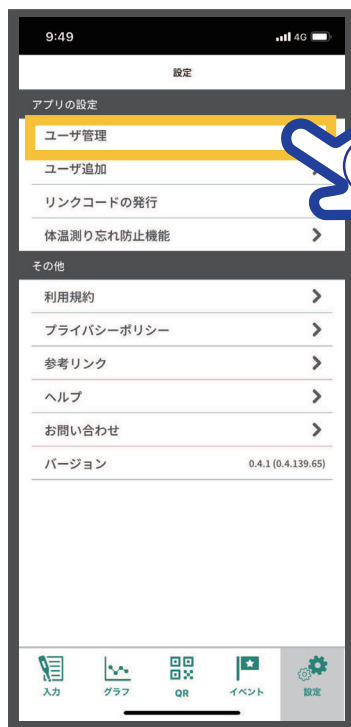 9:49
4G
設定
アプリの設定
ユーザ管理
ユーザ追加
リンクコードの発行
体温測り忘れ防止機能
その他
利用規約
プライバシーポリシー
参考リンク
ヘルプ
お問い合わせ
バージョン 0.4.1 (0.4.139.65)
入力 グラフ QR イベント 設定